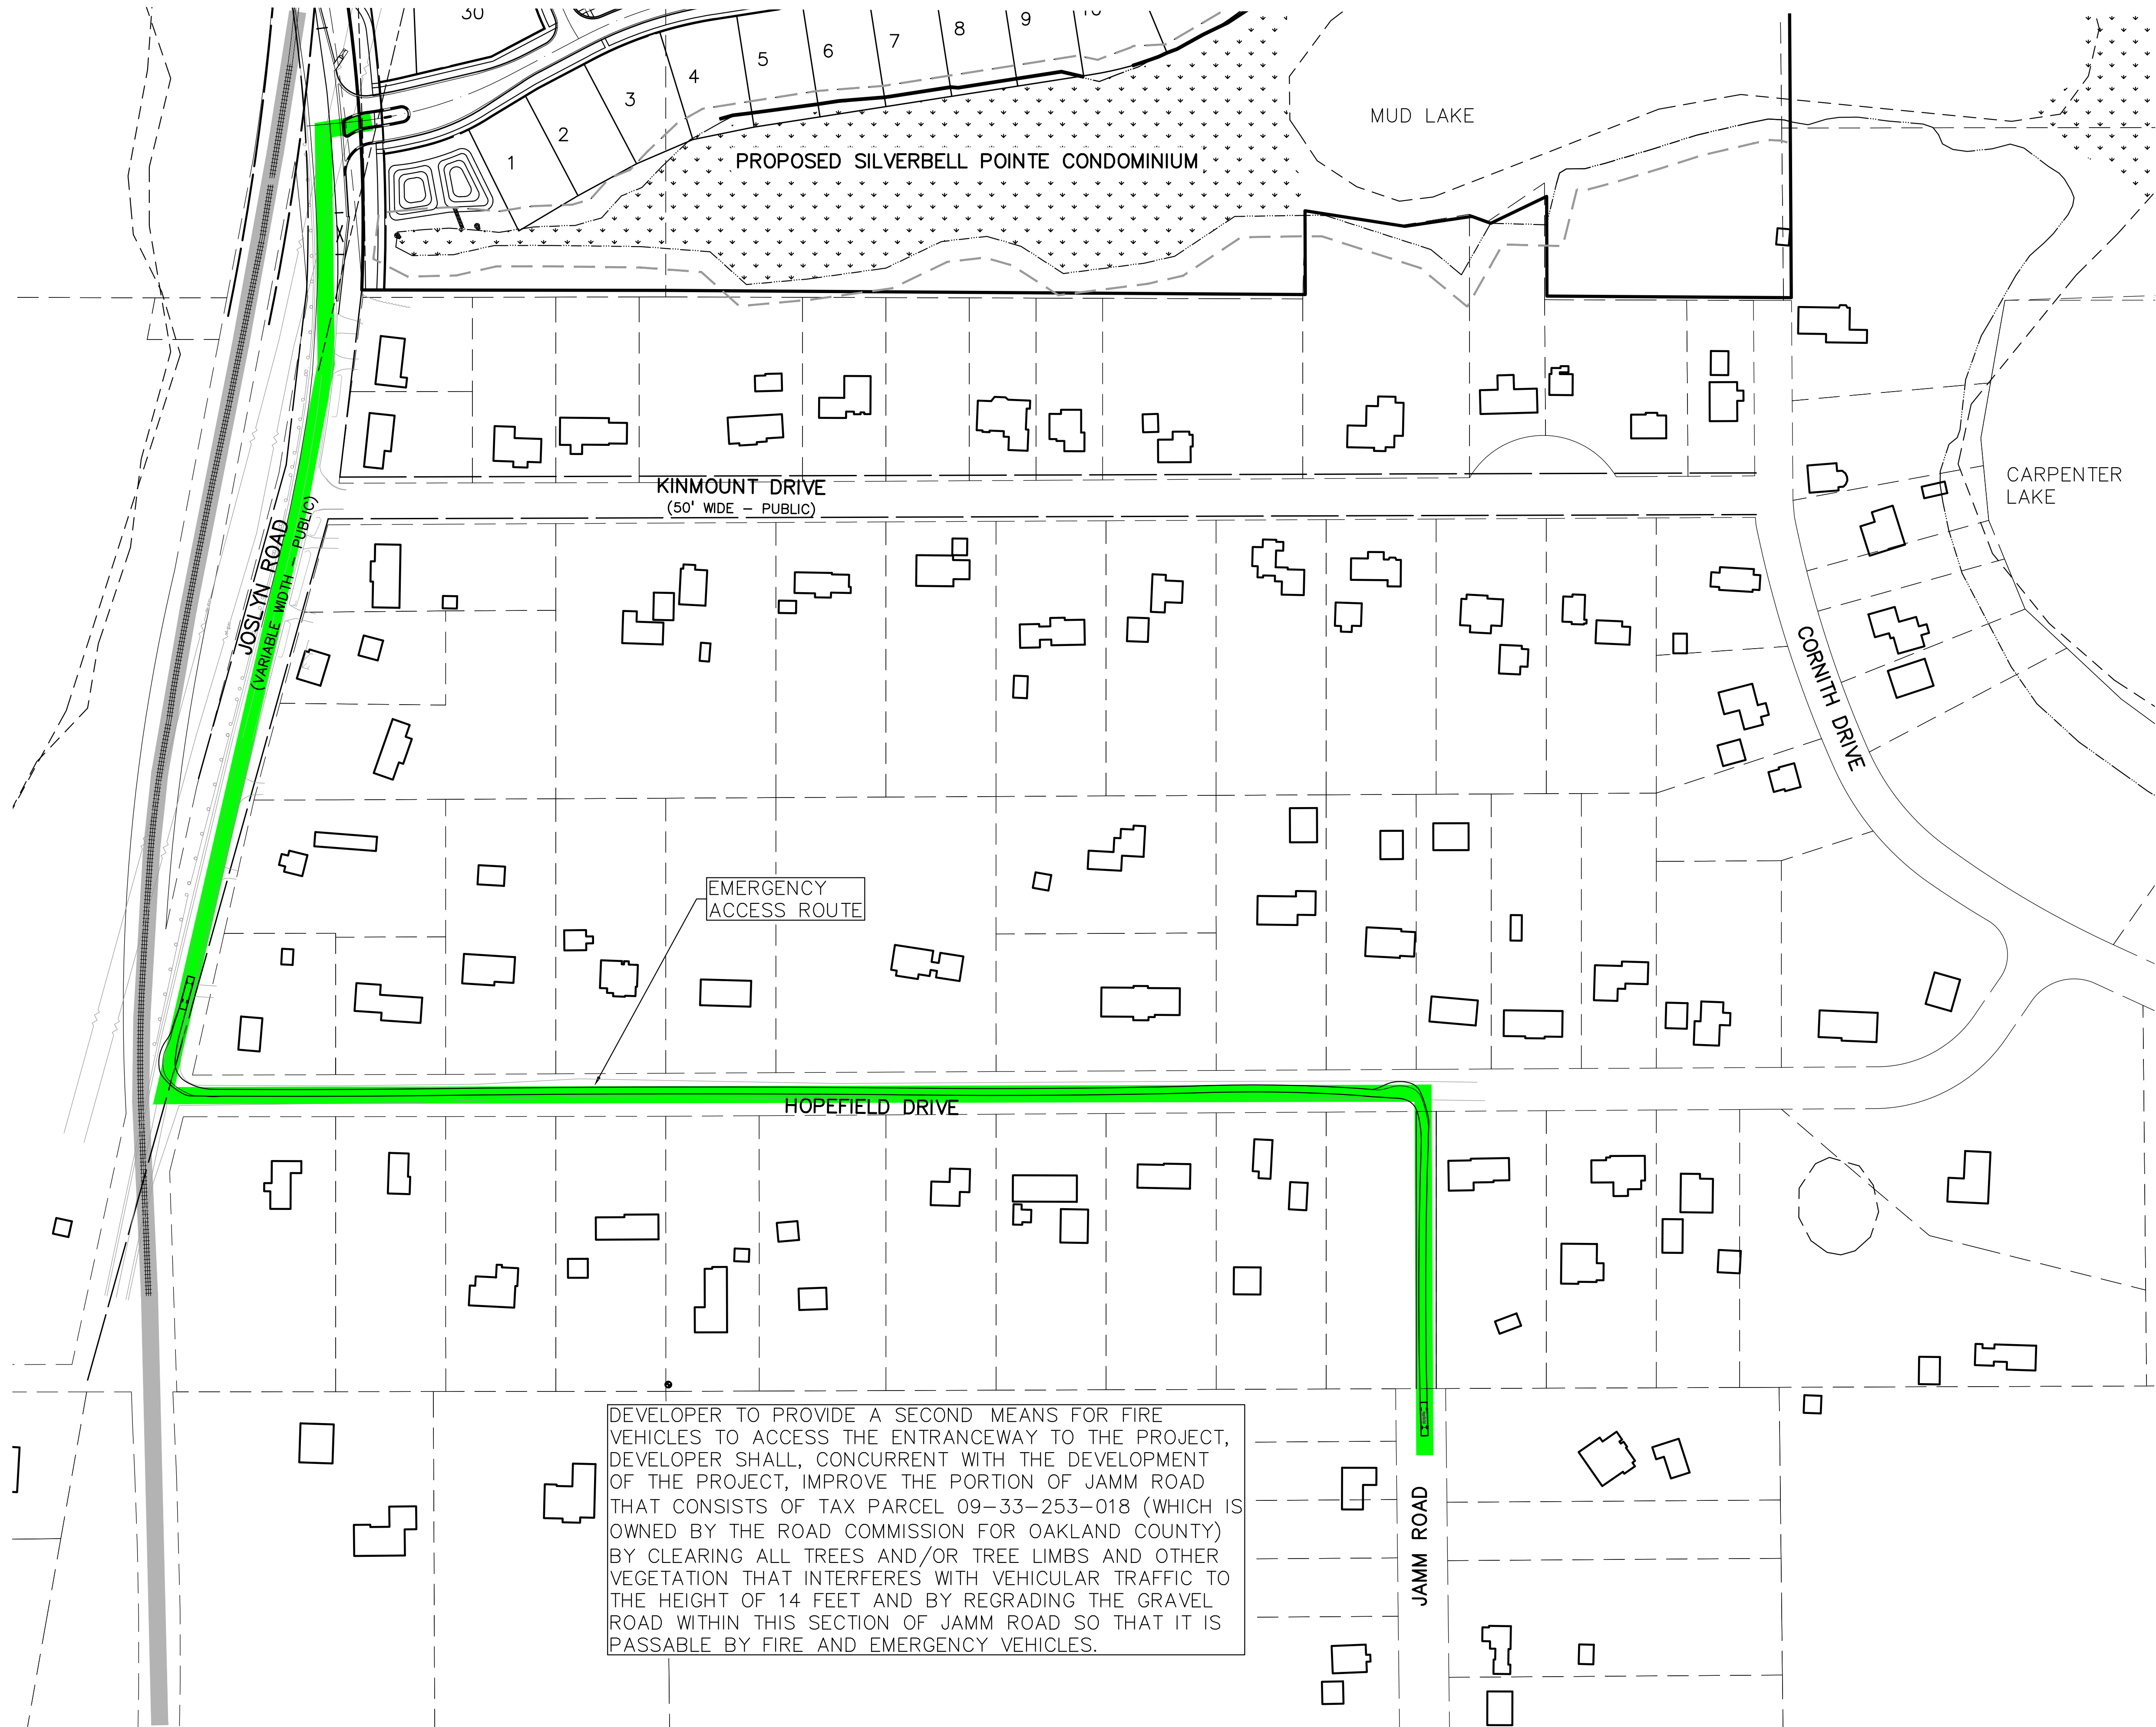 30
10
9
8
7
6
5
4
3
2
1
MUD LAKE
PROPOSED SILVERBELL POINTE CONDOMINIUM
KINMOUNT DRIVE
(50' WIDE - PUBLIC)
CARPENTER
LAKE
JOSLYN ROAD
(VARIABLE WIDTH - PUBLIC)
CORNITH DRIVE
EMERGENCY
ACCESS ROUTE
HOPEFIELD DRIVE
DEVELOPER TO PROVIDE A SECOND MEANS FOR FIRE
VEHICLES TO ACCESS THE ENTRANCEWAY TO THE PROJECT,
DEVELOPER SHALL, CONCURRENT WITH THE DEVELOPMENT
OF THE PROJECT, IMPROVE THE PORTION OF JAMM ROAD
THAT CONSISTS OF TAX PARCEL 09-33-253-018 (WHICH IS
OWNED BY THE ROAD COMMISSION FOR OAKLAND COUNTY)
BY CLEARING ALL TREES AND/OR TREE LIMBS AND OTHER
VEGETATION THAT INTERFERES WITH VEHICULAR TRAFFIC TO
THE HEIGHT OF 14 FEET AND BY REGRADING THE GRAVEL
ROAD WITHIN THIS SECTION OF JAMM ROAD SO THAT IT IS
PASSABLE BY FIRE AND EMERGENCY VEHICLES.
JAMM ROAD